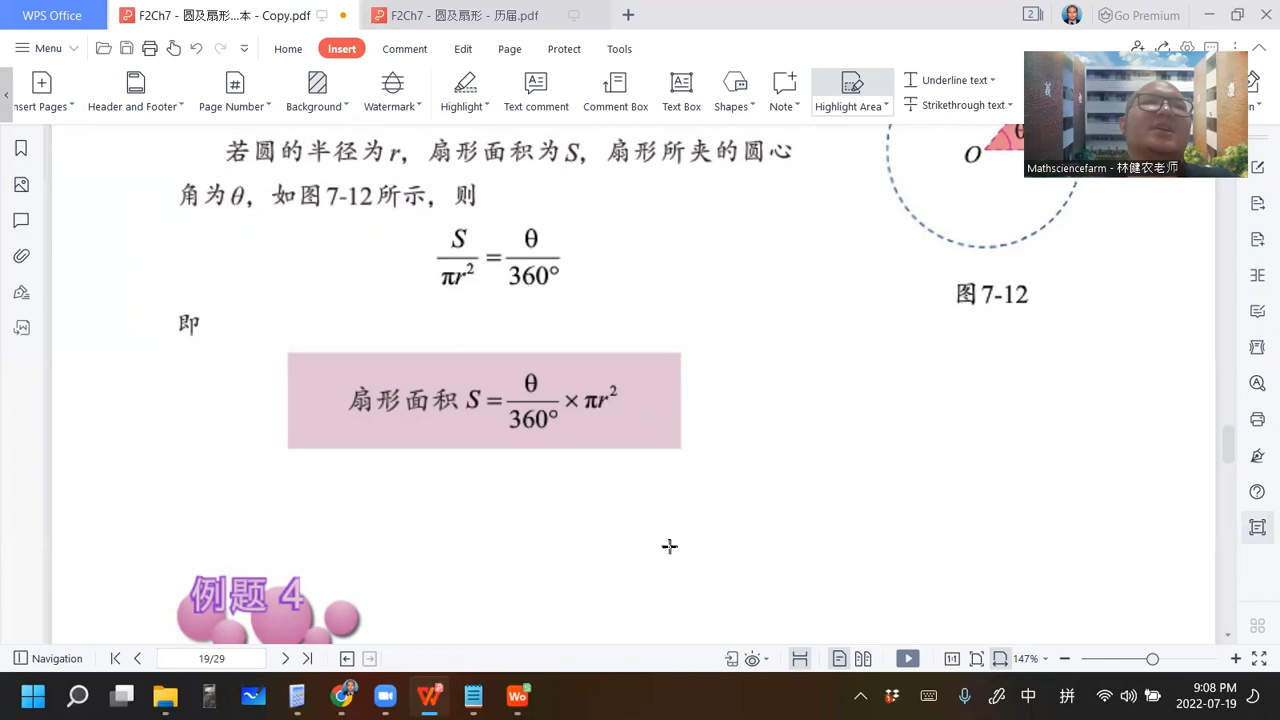 WPS Office
F2Ch7 - 圆及扇形...本 - Copy.pdf
F2Ch7 - 圆及扇形 - 历届.pdf
2
Go Premium
Menu
Home
Insert
Comment
Edit
Page
Protect
Tools
Insert Pages
Header and Footer
Page Number
Background
Watermark
Highlight
Text comment
Comment Box
Text Box
Shapes
Note
Highlight Area
Underline text
Strikethrough text
Mathsciencefarm - 林健农老师
若圆的半径为r，扇形面积为S，扇形所夹的圆心
角为θ，如图7-12所示，则
S/πr² = θ/360°
O
θ
图7-12
即
扇形面积 S = θ/360° × πr²
例题 4
Navigation
19/29
1:1
147%
中
拼
9:08 PM
2022-07-19